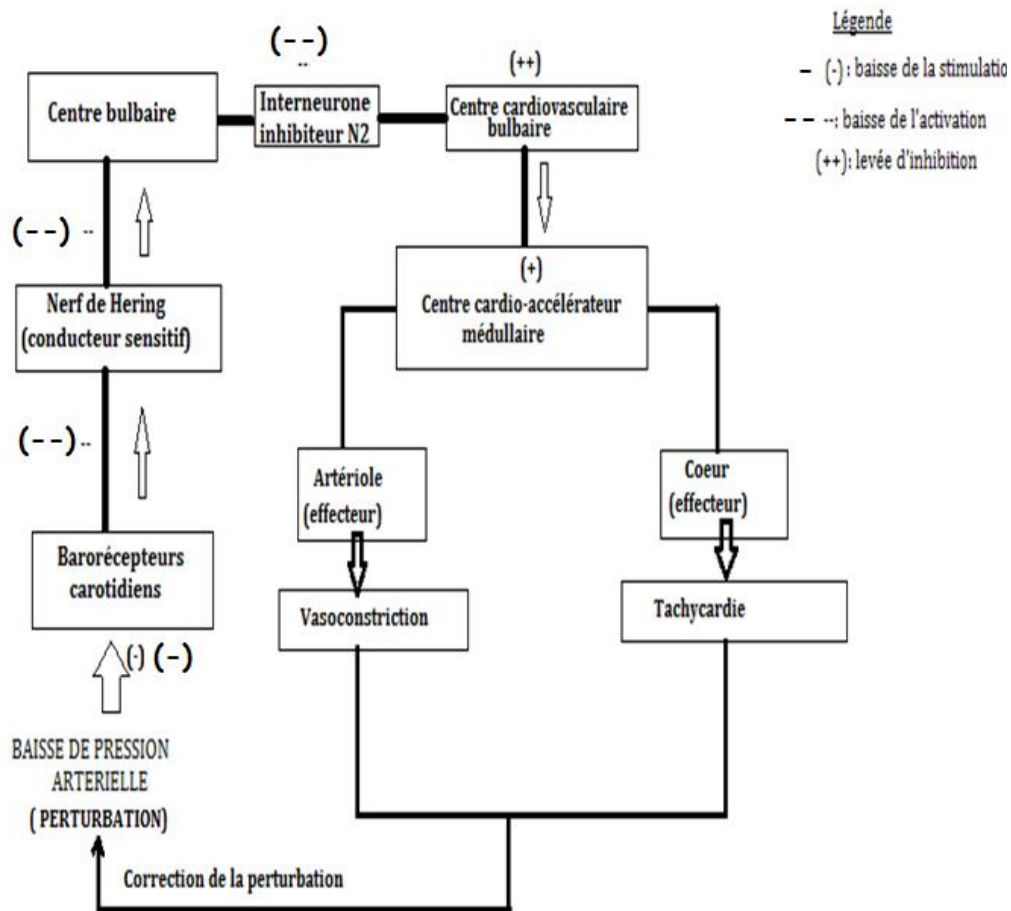 Légende
– (-) : baisse de la stimulatio
– – --: baisse de l'activation
(++): levée d'inhibition
(--)
--
(++)
Centre bulbaire
Interneurone
inhibiteur N2
Centre cardiovasculaire
bulbaire
(--) --
(+)
Centre cardio-accélérateur
médullaire
Nerf de Hering
(conducteur sensitif)
(--) --
Artériole
(effecteur)
Coeur
(effecteur)
Barorécepteurs
carotidiens
Vasoconstriction
Tachycardie
(-) (-)
BAISSE DE PRESSION
ARTERIELLE
( PERTURBATION)
Correction de la perturbation